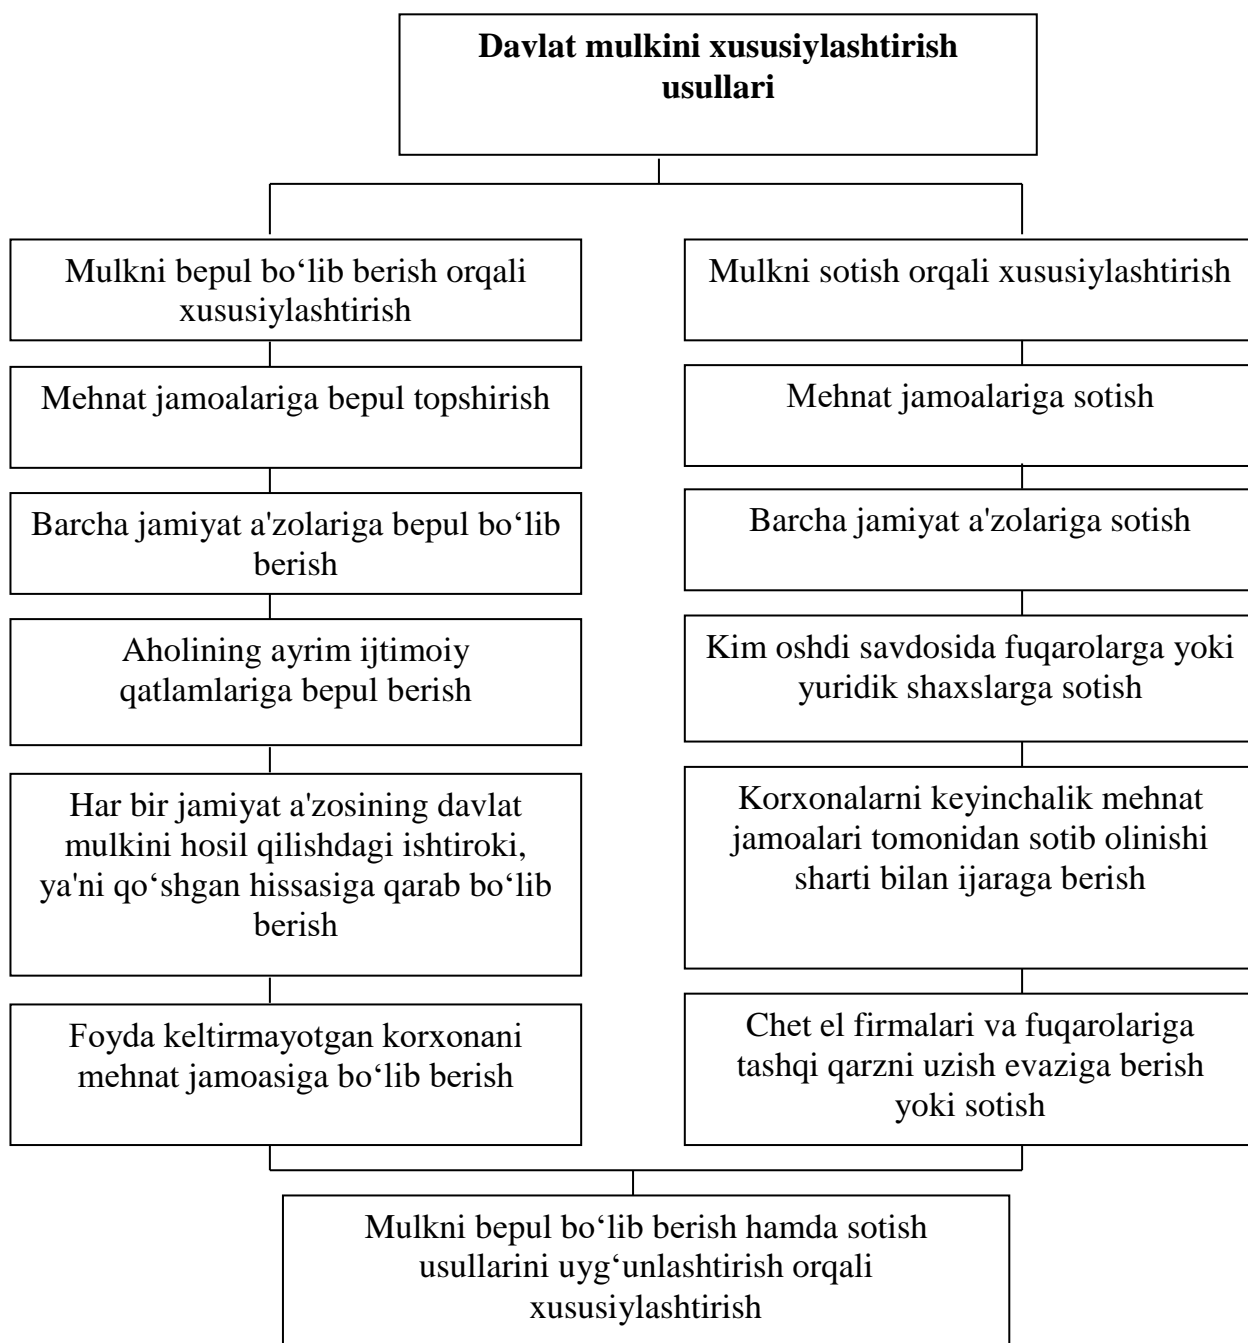 Davlat mulkini xususiylashtirish
usullari
Mulkni bepul bo‘lib berish orqali
xususiylashtirish
Mulkni sotish orqali xususiylashtirish
Mehnat jamoalariga bepul topshirish
Mehnat jamoalariga sotish
Barcha jamiyat a'zolariga bepul bo‘lib
berish
Barcha jamiyat a'zolariga sotish
Aholining ayrim ijtimoiy
qatlamlariga bepul berish
Kim oshdi savdosida fuqarolarga yoki
yuridik shaxslarga sotish
Har bir jamiyat a'zosining davlat
mulkini hosil qilishdagi ishtiroki,
ya'ni qo‘shgan hissasiga qarab bo‘lib
berish
Korxonalarni keyinchalik mehnat
jamoalari tomonidan sotib olinishi
sharti bilan ijaraga berish
Foyda keltirmayotgan korxonani
mehnat jamoasiga bo‘lib berish
Chet el firmalari va fuqarolariga
tashqi qarzni uzish evaziga berish
yoki sotish
Mulkni bepul bo‘lib berish hamda sotish
usullarini uyg‘unlashtirish orqali
xususiylashtirish